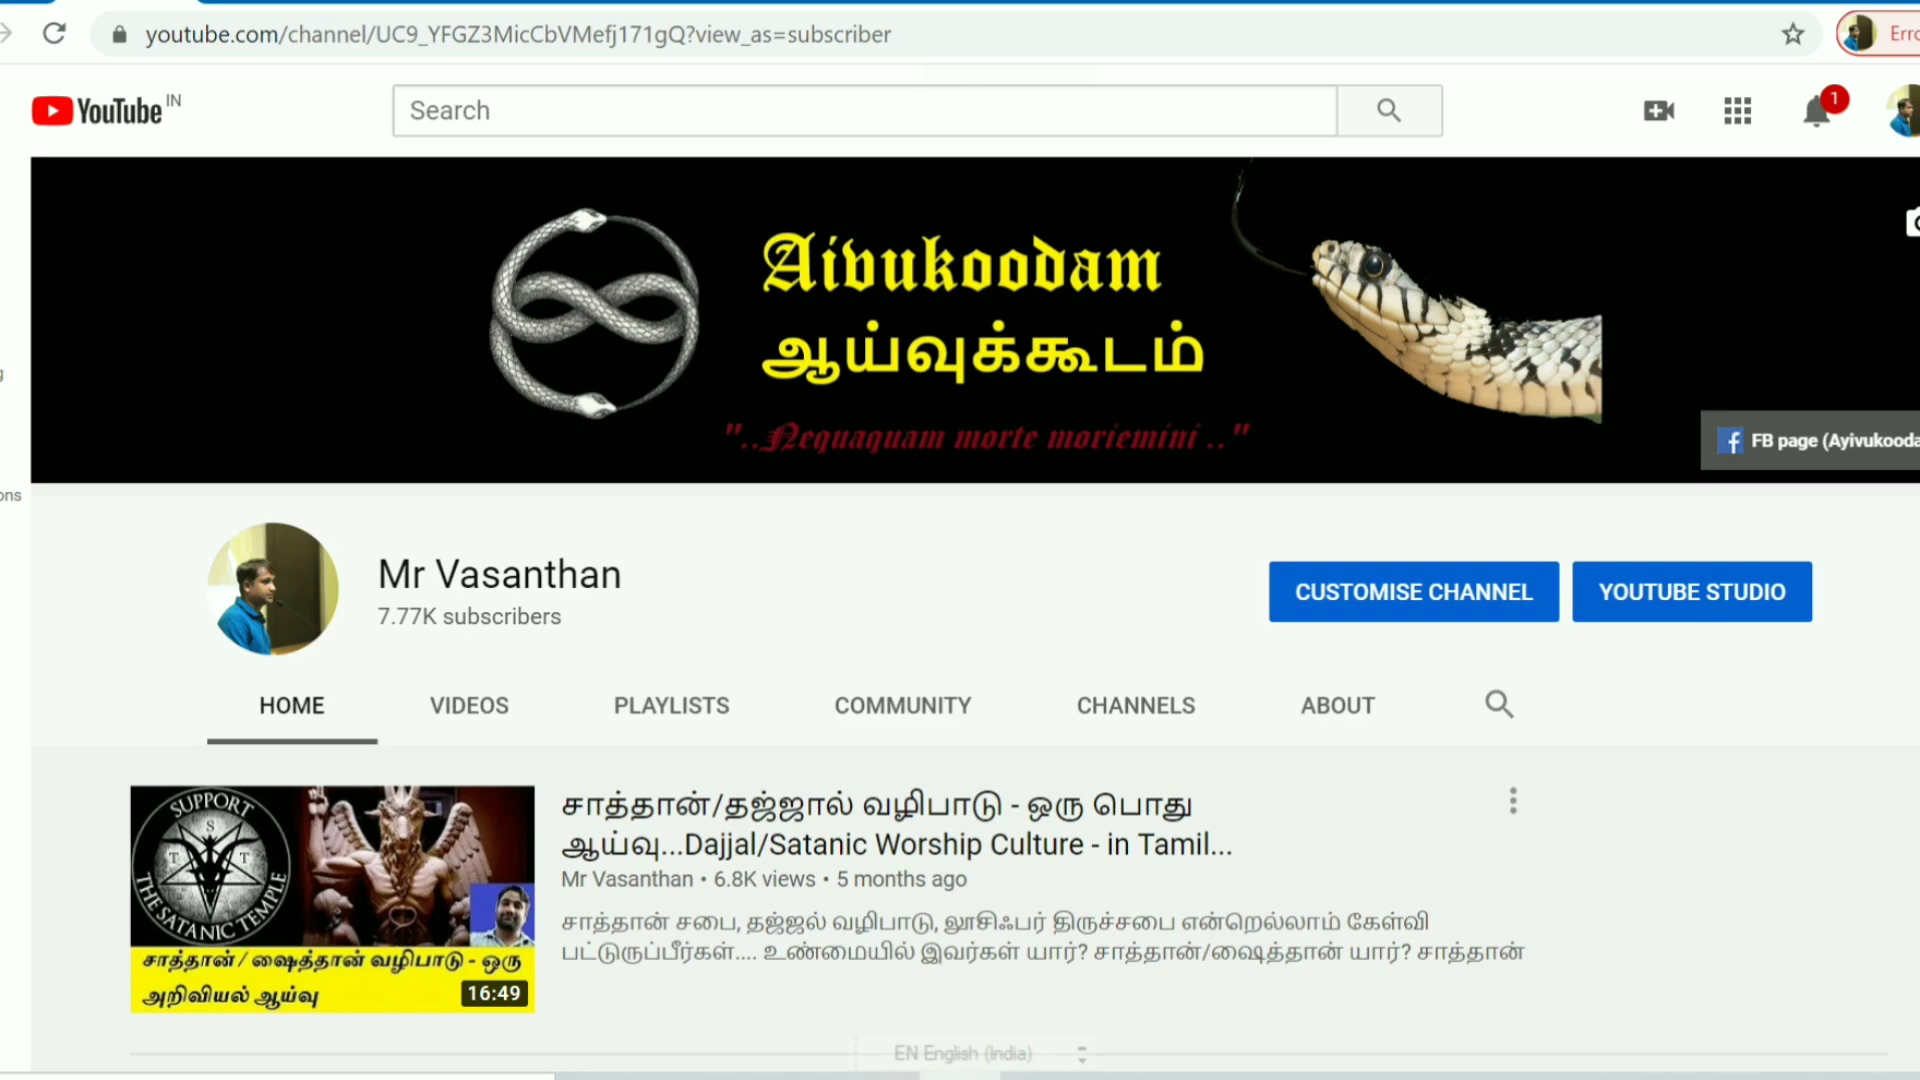 youtube.com/channel/UC9_YFGZ3MicCbVMefj171gQ?view_as=subscriber
YouTube IN
Search
1
Aivukoodam
ஆய்வுக்கூடம்
"..Nequaquam morte moriemini .."
FB page
ons
Mr Vasanthan
7.77K subscribers
CUSTOMISE CHANNEL
YOUTUBE STUDIO
HOME
VIDEOS
PLAYLISTS
COMMUNITY
CHANNELS
ABOUT
SUPPORT
S
T T
THE SATANIC TEMPLE
சாத்தான் / ஷைத்தான் வழிபாடு - ஒரு
அறிவியல் ஆய்வு
16:49
சாத்தான்/தஜ்ஜால் வழிபாடு - ஒரு பொது
ஆய்வு...Dajjal/Satanic Worship Culture - in Tamil...
Mr Vasanthan • 6.8K views • 5 months ago
சாத்தான் சபை, தஜ்ஜல் வழிபாடு, லூசிஃபர் திருச்சபை என்றெல்லாம் கேள்வி
பட்டுருப்பீர்கள்.... உண்மையில் இவர்கள் யார்? சாத்தான்/ஷைத்தான் யார்? சாத்தான்
EN English (India)